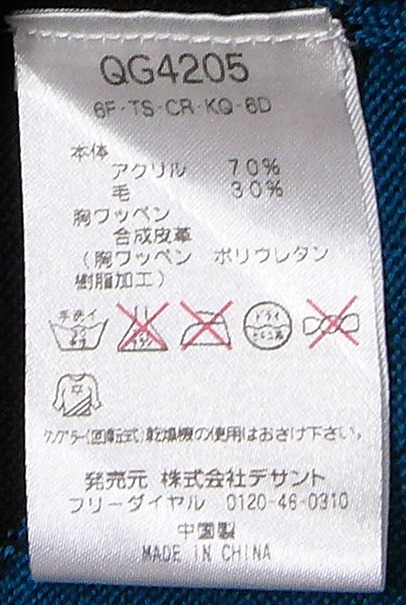 QG4205
6F-TS-CR-KQ-6D
本体
アクリル 70%
毛 30%
胸ワッペン
合成皮革
(胸ワッペン ポリウレタン
樹脂加工)
手洗イ
ドライ
タンブラー(回転式)乾燥機の使用はおさけ下さい。
発売元 株式会社デサント
フリーダイヤル 0120-46-0310
中国製
MADE IN CHINA